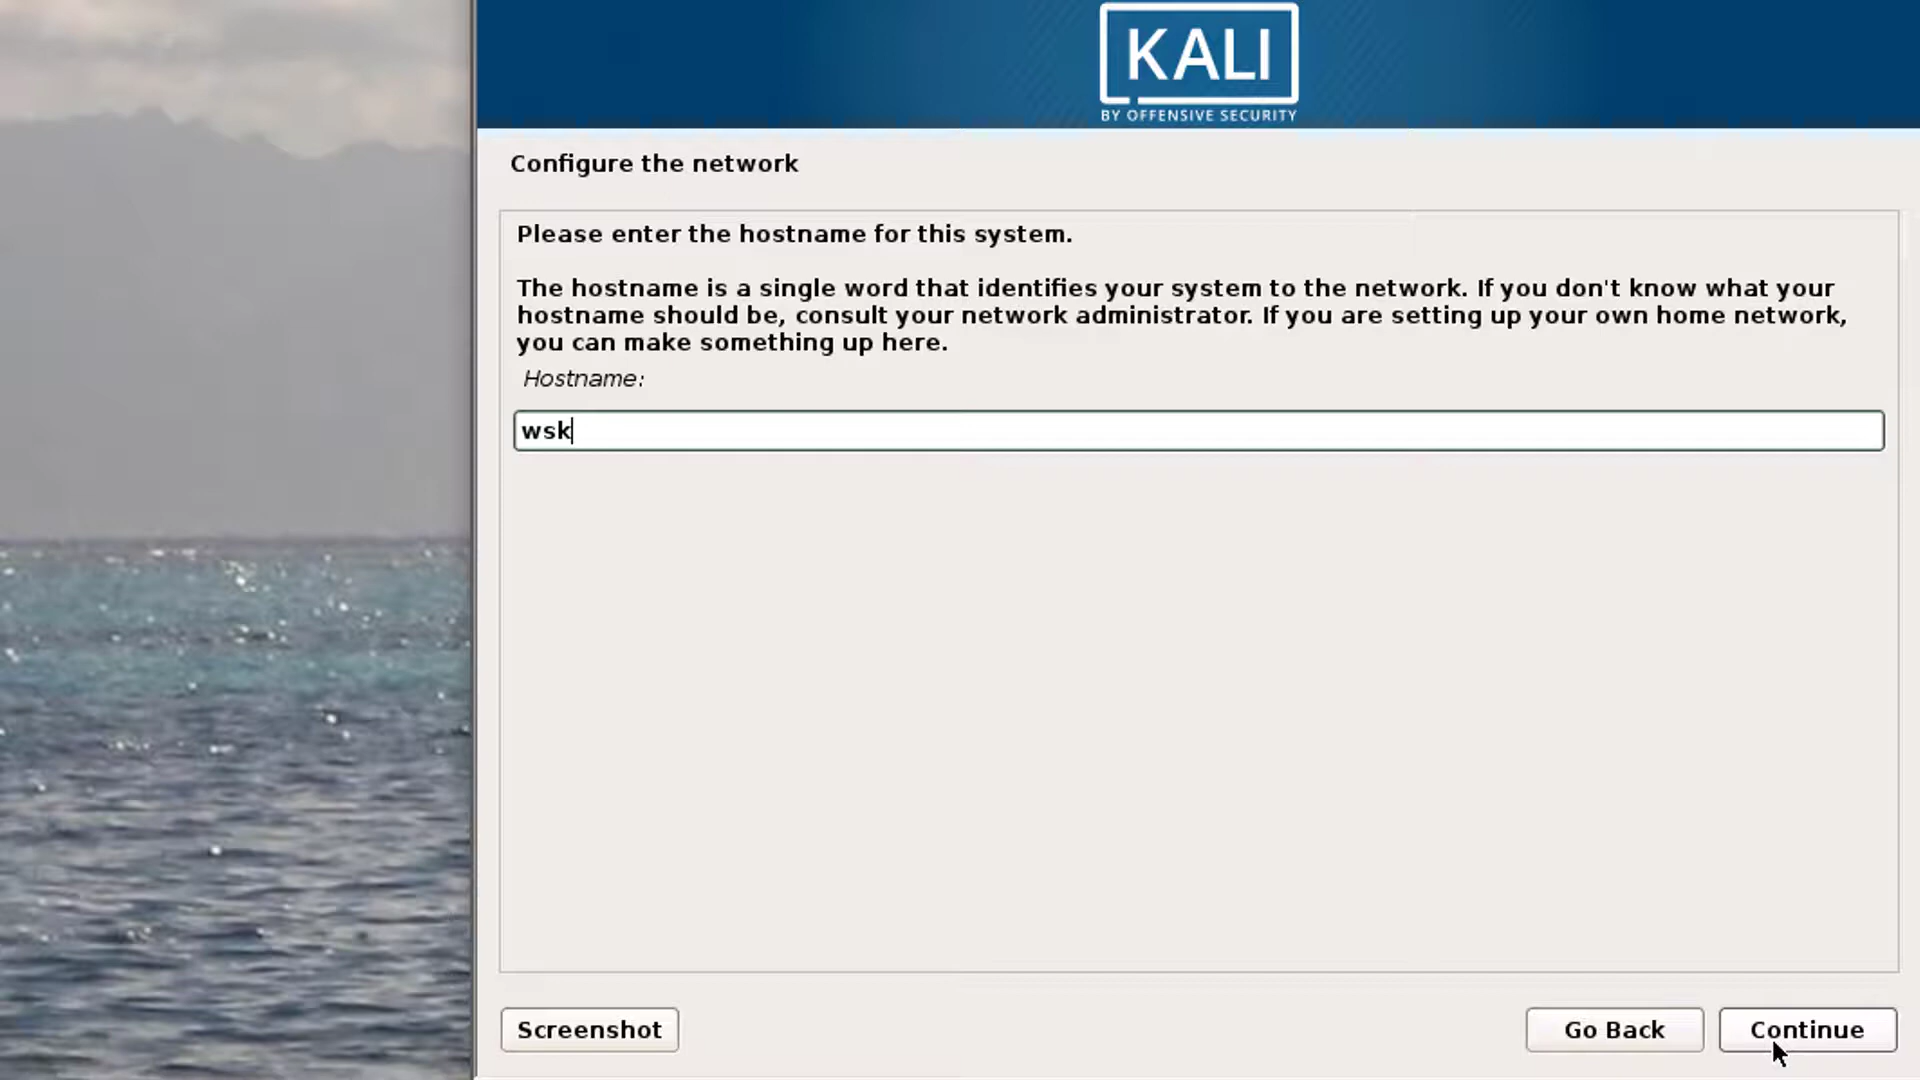 KALI
BY OFFENSIVE SECURITY
Configure the network
Please enter the hostname for this system.
The hostname is a single word that identifies your system to the network. If you don't know what your
hostname should be, consult your network administrator. If you are setting up your own home network,
you can make something up here.
Hostname:
wsk
Screenshot
Go Back
Continue